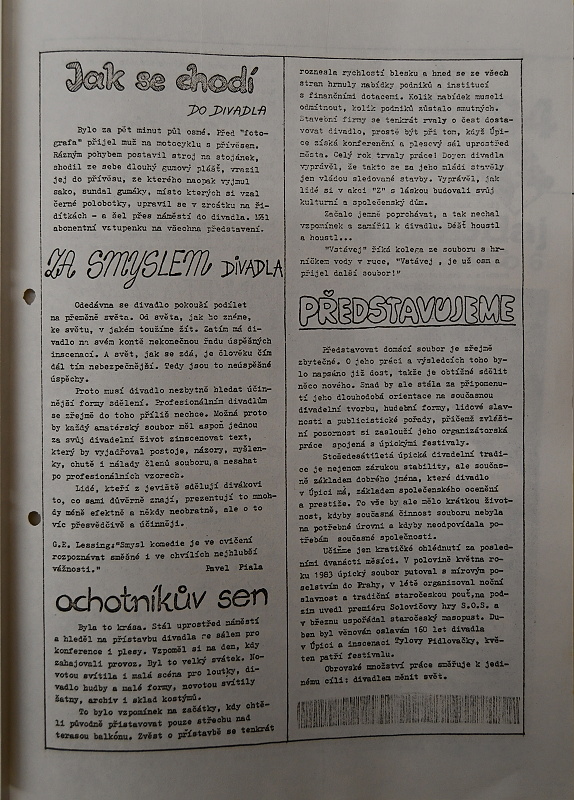 Jak se chodí
DO DIVADLA
Bylo za pět minut půl osmé. Před "foto-
grafa" přijel muž na motocyklu s přívěsem.
Rázným pohybem postavil stroj na stojánek,
shodil ze sebe dlouhý gumový plášť, vrazil
jej do přívěsu, ze kterého naopak vyjmul
sako, sundal gumáky, místo kterých si vzal
černé polobotky, upravil se v zrcátku na ří-
dítkách - a šel přes náměstí do divadla. Měl
abonentní vstupenku na všechna představení.
ZA SMYSLEM DIVADLA
Odedávna se divadlo pokouší podílet
na přeměně světa. Od světa, jak ho známe,
ke světu, v jakém toužíme žít. Zatím má di-
vadlo na svém kontě nekonečnou řadu úspěšných
inscenací. A svět, jak se zdá, je člověku čím
dál tím nebezpečnější. Tedy jsou to neúspěšné
úspěchy.
Proto musí divadlo nezbytně hledat účin-
nější formy sdělení. Profesionálním divadlům
se zřejmě do toho příliš nechce. Možná proto
by každý amatérský soubor měl aspoň jednou
za svůj divadelní život zinscenovat text,
který by vyjadřoval postoje, názory, myšlen-
ky, chutě i nálady členů souboru, a nesahat
po profesionálních vzorech.
Lidé, kteří z jeviště sdělují divákovi
to, co sami důvěrně znají, prezentují to mnoh-
dy méně efektně a někdy neobratně, ale o to
víc přesvědčivě a účinněji.
G.E. Lessing:"Smysl komedie je ve cvičení
rozpoznávat směšné i ve chvílích nejhlubší
vážnosti." Pavel Fiala
ochotníkův sen
Byla to krása. Stál uprostřed náměstí
a hleděl na přístavbu divadla se sálem pro
konference i plesy. Vzpoměl si na den, kdy
zahajovali provoz. Byl to velký svátek. No-
votou svítila i malá scéna pro loutky, di-
vadlo hudby a malé formy, novotou svítily
šatny, archiv i sklad kostýmů.
To bylo vzpomínek na začátky, kdy chtě-
li původně přistavovat pouze střechu nad
terasou balkónu. Zvěst o přístavbě se tenkrát
roznesla rychlostí blesku a hned se ze všech
stran hrnuly nabídky podniků a institucí
s finančními dotacemi. Kolik nabídek museli
odmítnout, kolik podniků zůstalo smutných.
Stavební firmy se tenkrát rvaly o čest dosta-
vovat divadlo, prostě být při tom, když Úpi-
ce získá konferenční a plesový sál uprostřed
města. Celý rok trvaly práce! Doyen divadla
vyprávěl, že takto se za jeho mládí stavěly
jen vládou sledované stavby. Vyprávěl, jak
lidé si v akci "Z" s láskou budovali svůj
kulturní a společenský dům.
Začalo jemně poprchávat, a tak nechal
vzpomínek a zamířil k divadlu. Déšť houstl
a houstl...
"Vstávej" říká kolega ze souboru s hr-
níčkem vody v ruce, "Vstávej , je už osm a
přijel další soubor!"
PŘEDSTAVUJEME
Představovat domácí soubor je zřejmě
zbytečné. O jeho práci a výsledcích toho by-
lo napsáno již dost, takže je obtížné sdělit
něco nového. Snad by ale stála za připomenu-
tí jeho dlouhodobá orientace na současnou
divadelní tvorbu, hudební formy, lidové slav-
nosti a publicistické pořady, přičemž zvlášt-
ní pozornost si zaslouží jeho organizátorská
práce spojená s úpickými festivaly.
Stošedesátiletá úpická divadelní tradi-
ce je nejenom zárukou stability, ale součas-
ně základem dobrého jména, které divadlo
v Úpici má, základem společenského ocenění
a prestiže. To vše by ale mělo krátkou život-
nost, kdyby současná činnost souboru nebyla
na potřebné úrovni a kdyby neodpovídala po-
třebám současné společnosti.
Učiňme jen kratičké ohlédnutí za posled-
ními dvanácti měsíci. V polovině května ro-
ku 1983 úpický soubor putoval s mírovým po-
selstvím do Prahy, v létě organizoval noční
slavnost a tradiční staročeskou pouť, na pod-
zim uvedl premiéru Solovičovy hry S.O.S. a
v březnu uspořádal staročeský masopust. Du-
ben byl věnován oslavám 160 let divadla
v Úpici a inscenaci Tylovy Fidlovačky, kvě-
ten patří festivalu.
Obrovské množství práce směřuje k jedi-
nému cíli: divadlem měnit svět.